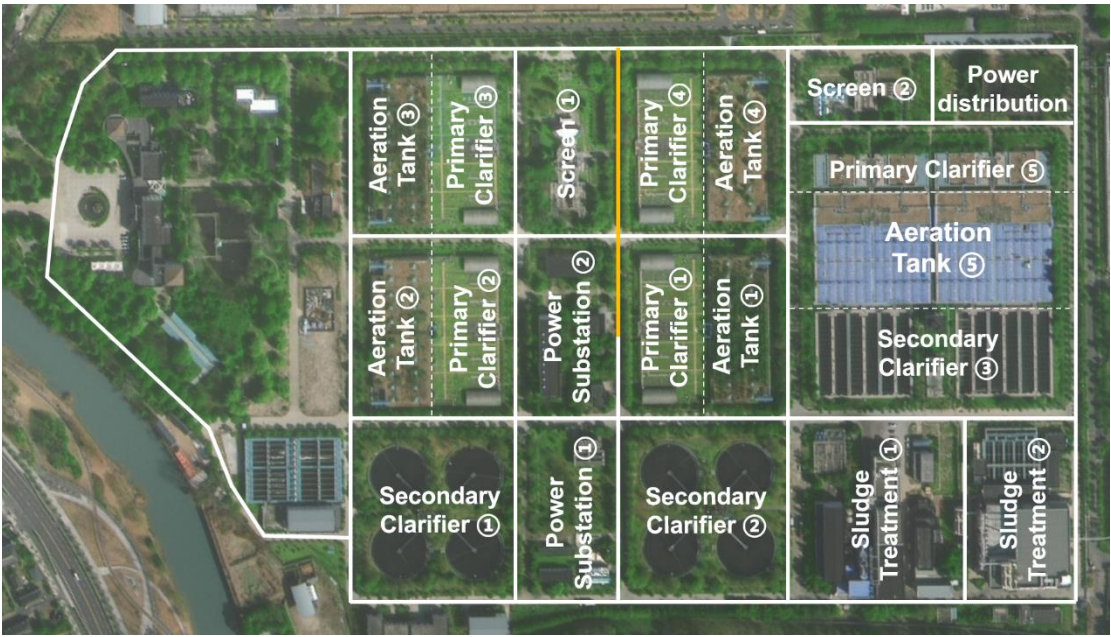 Aeration
Tank ③
Primary
Clarifier ③
Screen ①
Primary
Clarifier ④
Aeration
Tank ④
Screen ②
Power
distribution
Primary Clarifier ⑤
Aeration
Tank ⑤
Secondary
Clarifier ③
Aeration
Tank ②
Primary
Clarifier ②
Power
Substation ②
Primary
Clarifier ①
Aeration
Tank ①
Secondary
Clarifier ①
Power
Substation ①
Secondary
Clarifier ②
Sludge
Treatment ①
Sludge
Treatment ②